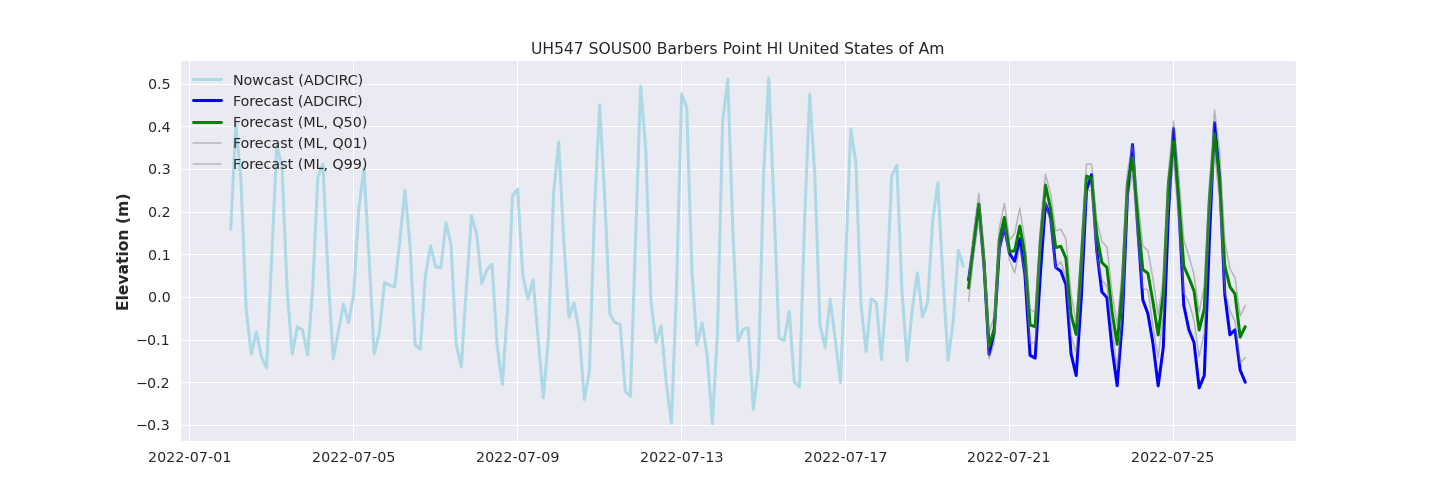 UH547 SOUS00 Barbers Point HI United States of Am
Nowcast (ADCIRC)
Forecast (ADCIRC)
Forecast (ML, Q50)
Forecast (ML, Q01)
Forecast (ML, Q99)
Elevation (m)
0.5
0.4
0.3
0.2
0.1
0.0
−0.1
−0.2
−0.3
2022-07-01
2022-07-05
2022-07-09
2022-07-13
2022-07-17
2022-07-21
2022-07-25